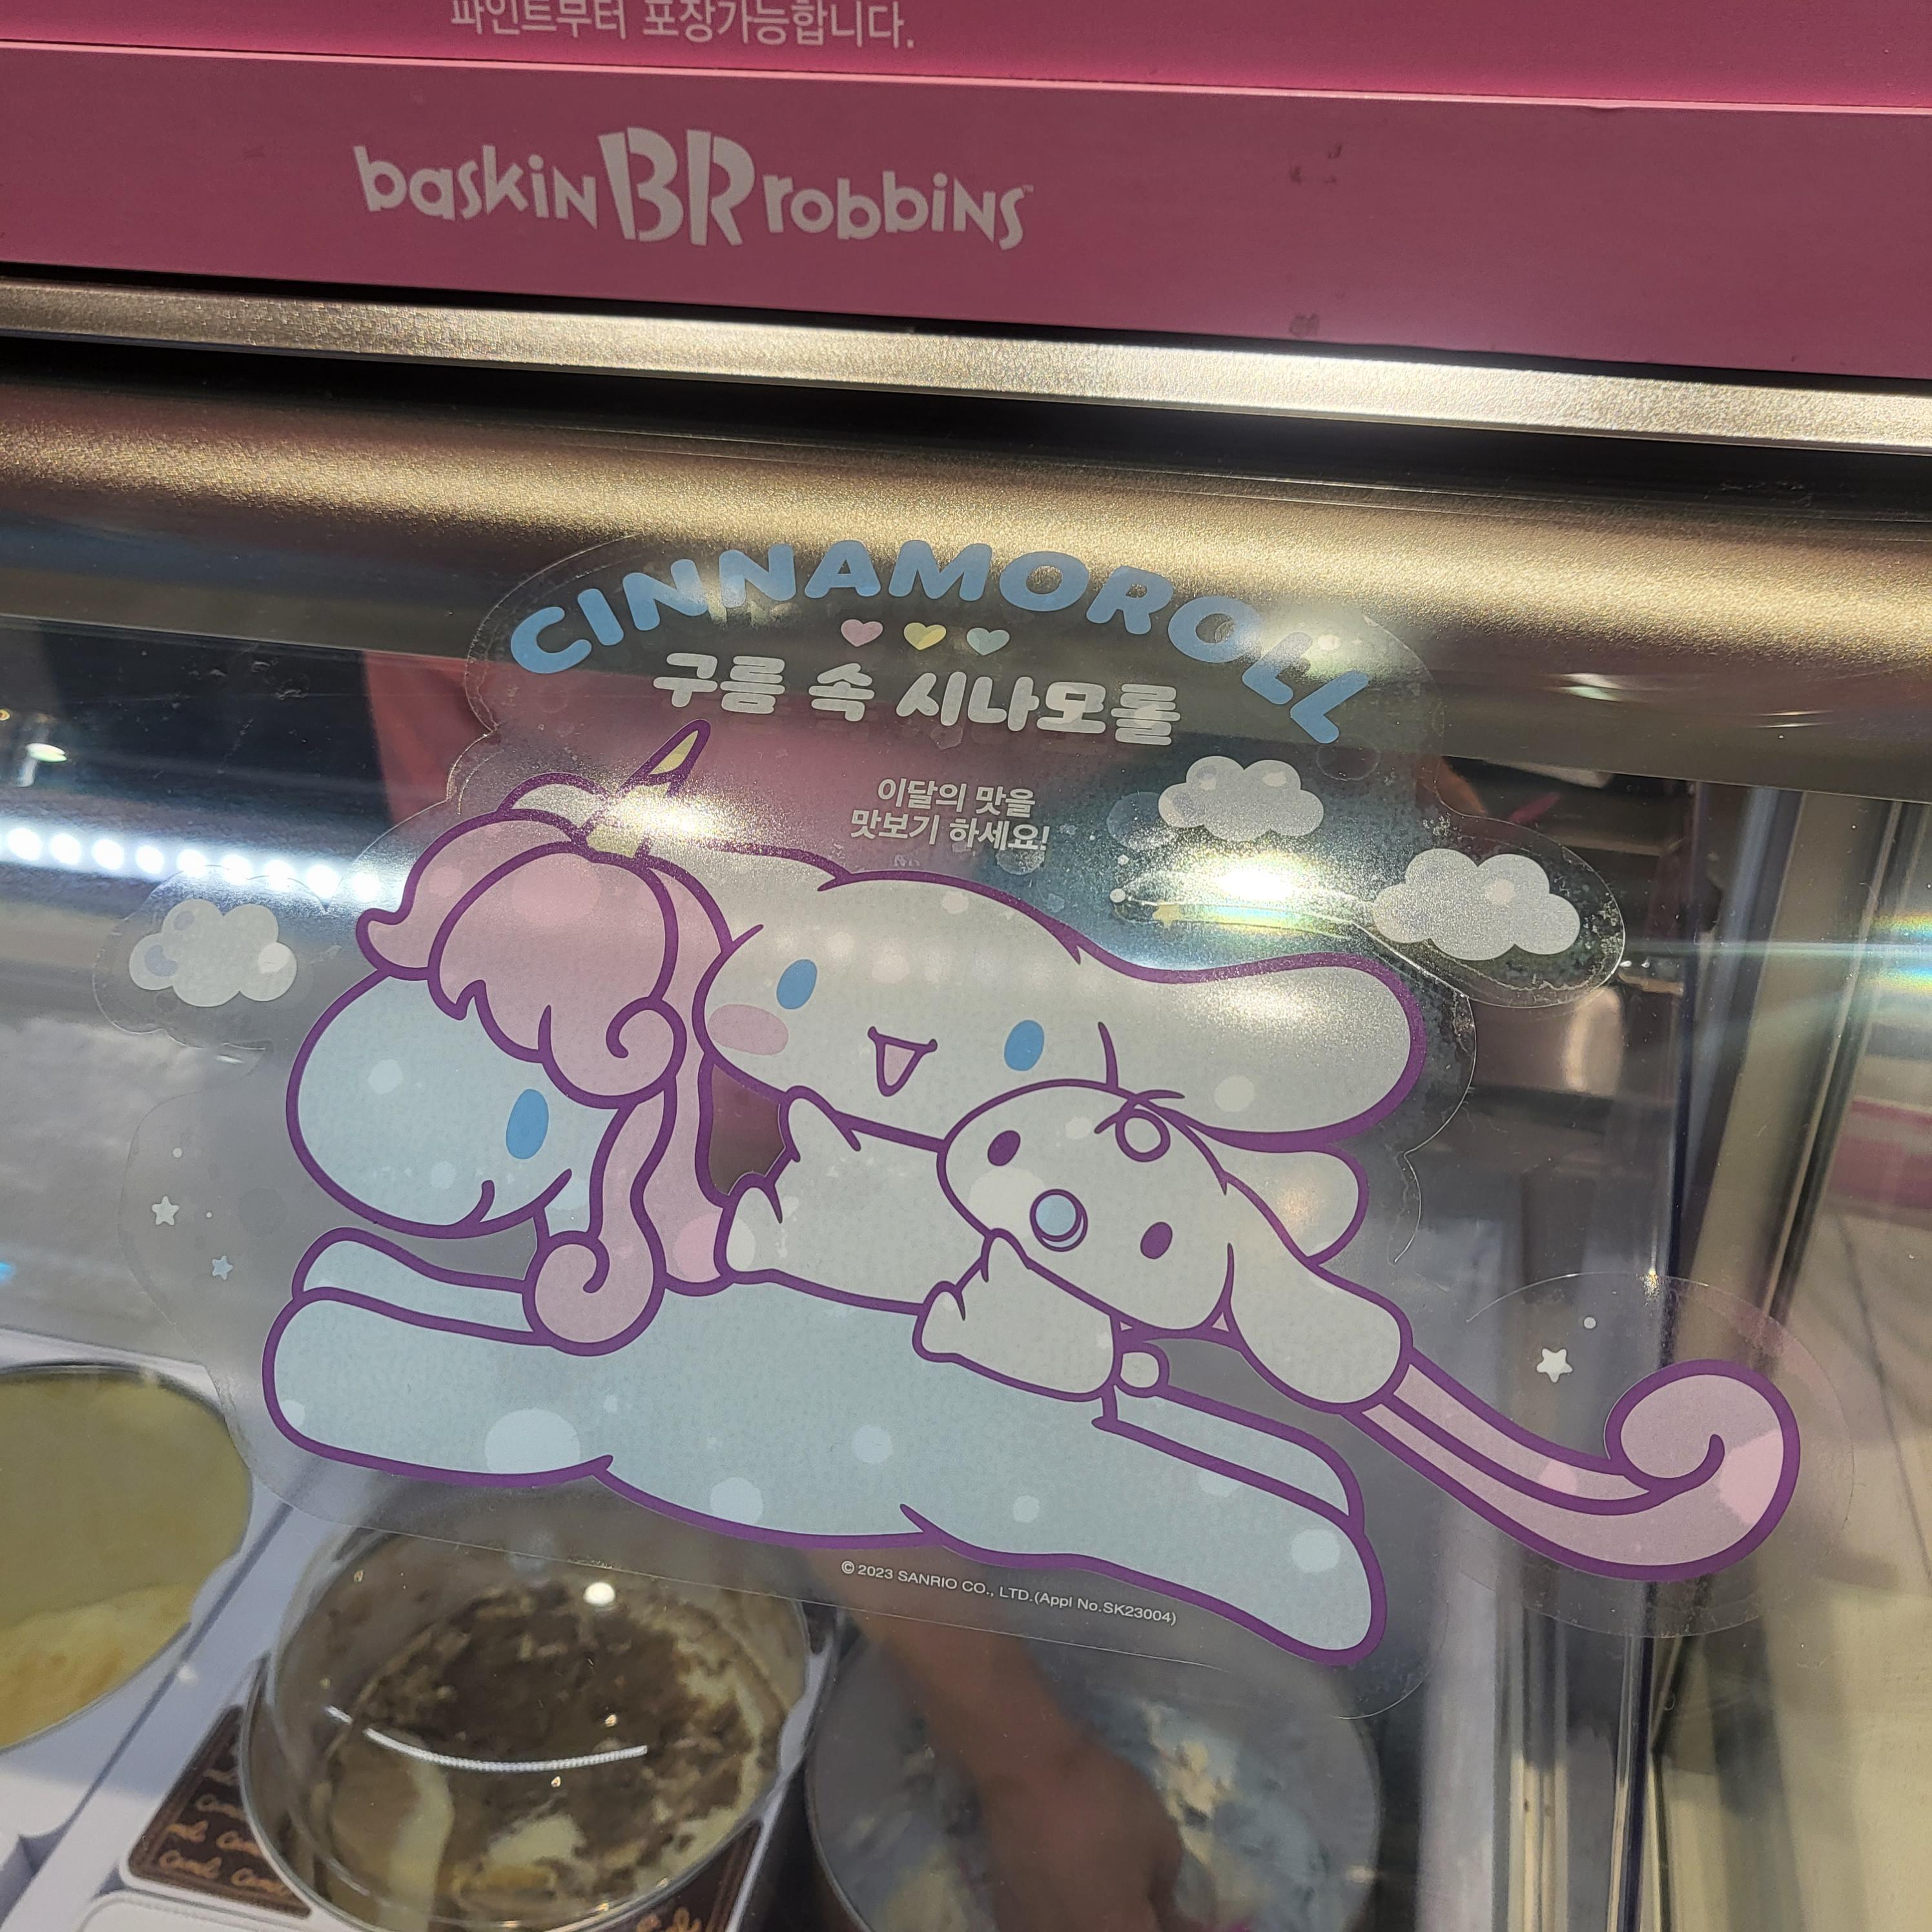 파인트부터 포장가능합니다.
baskin BR robbins™
CINNAMOROLL
구름 속 시나모롤
이달의 맛을
맛보기 하세요!
© 2023 SANRIO CO., LTD.(Appl No.SK23004)